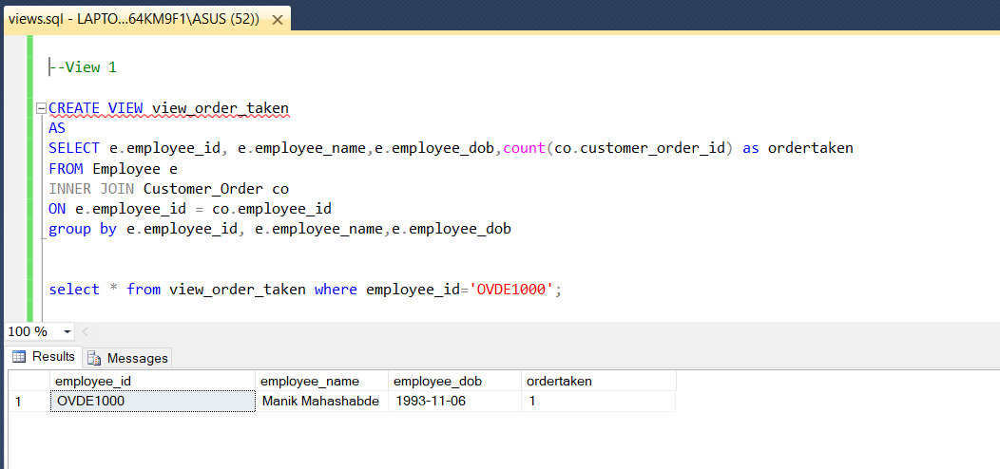 views.sql - LAPTO...64KM9F1\ASUS (52))
--View 1
CREATE VIEW view_order_taken
AS
SELECT e.employee_id, e.employee_name,e.employee_dob,count(co.customer_order_id) as ordertaken
FROM Employee e
INNER JOIN Customer_Order co
ON e.employee_id = co.employee_id
group by e.employee_id, e.employee_name,e.employee_dob
select * from view_order_taken where employee_id='OVDE1000';
100 %
Results Messages
employee_id employee_name employee_dob ordertaken
1 OVDE1000 Manik Mahashabde 1993-11-06 1